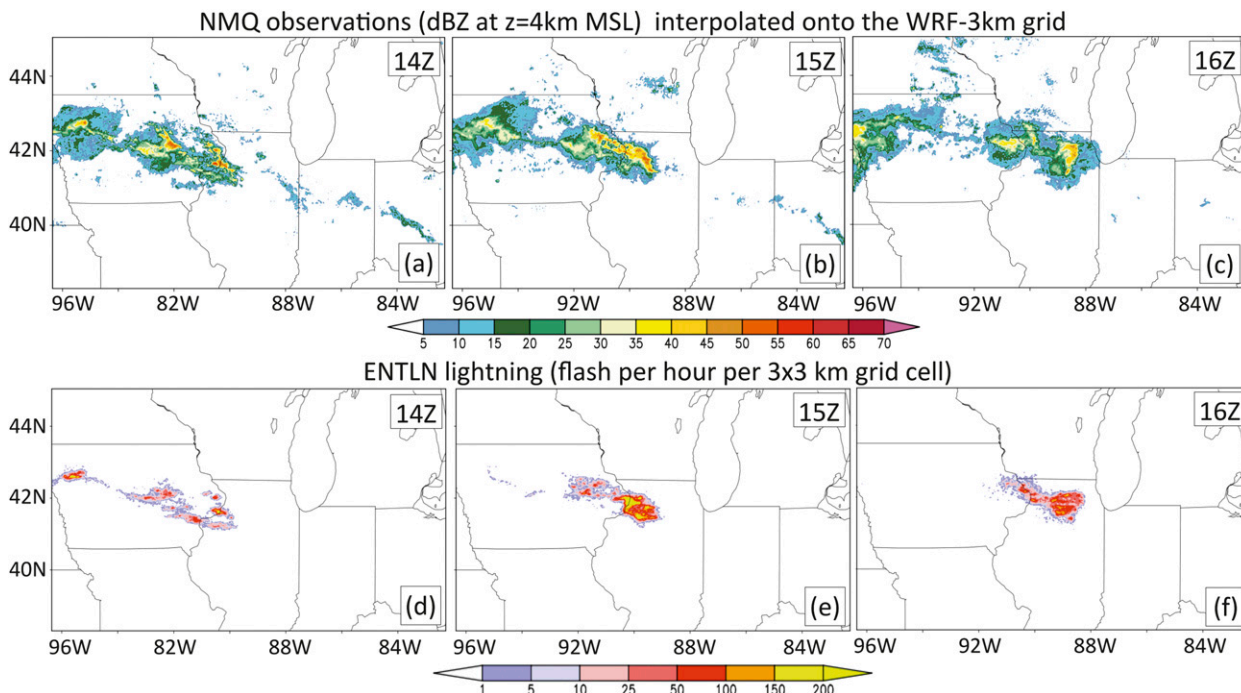 NMQ observations (dBZ at z=4km MSL) interpolated onto the WRF-3km grid
44N
42N
40N
14Z
15Z
16Z
(a)
(b)
(c)
96W 82W 88W 84W
96W 92W 88W 84W
96W 92W 88W 84W
5 10 15 20 25 30 35 40 45 50 55 60 65 70
ENTLN lightning (flash per hour per 3x3 km grid cell)
44N
42N
40N
14Z
15Z
16Z
(d)
(e)
(f)
96W 82W 88W 84W
96W 92W 88W 84W
96W 92W 88W 84W
1 5 10 25 50 100 150 200